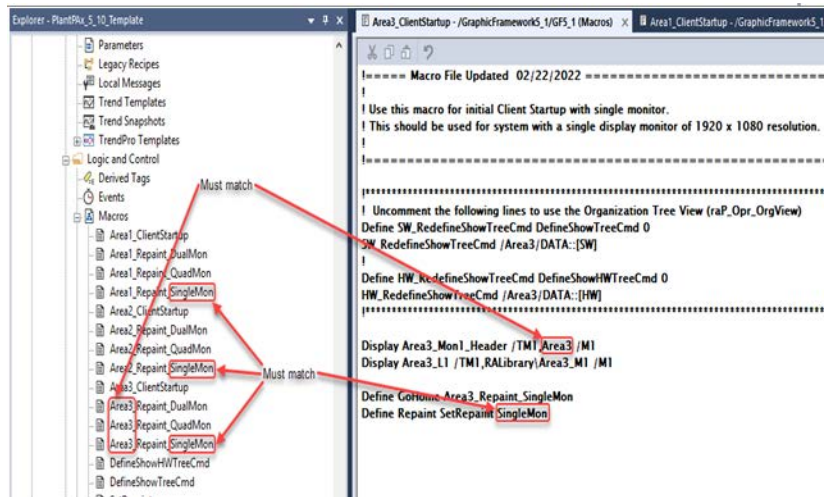 Explorer - PlantPAx_5_10_Template
Parameters
Legacy Recipes
Local Messages
Trend Templates
Trend Snapshots
TrendPro Templates
Logic and Control
Derived Tags
Events
Macros
Area1_ClientStartup
Area1_Repaint_DualMon
Area1_Repaint_QuadMon
Area1_Repaint_SingleMon
Area2_ClientStartup
Area2_Repaint_DualMon
Area2_Repaint_QuadMon
Area2_Repaint_SingleMon
Area3_ClientStartup
Area3_Repaint_DualMon
Area3_Repaint_QuadMon
Area3_Repaint_SingleMon
DefineShowHWTreeCmd
DefineShowTreeCmd
Must match
Must match
Area3_ClientStartup - /GraphicFramework5_1/GF5_1 (Macros) × Area1_ClientStartup - /GraphicFramework5_1
!===== Macro File Updated 02/22/2022 ==============================
!
! Use this macro for initial Client Startup with single monitor.
! This should be used for system with a single display monitor of 1920 x 1080 resolution.
!
! Uncomment the following lines to use the Organization Tree View (raP_Opr_OrgView)
Define SW_RedefineShowTreeCmd DefineShowTreeCmd 0
SW_RedefineShowTreeCmd /Area3/DATA::[SW]
!
Define HW_RedefineShowTreeCmd DefineShowHWTreeCmd 0
HW_RedefineShowTreeCmd /Area3/DATA::[HW]
Display Area3_Mon1_Header /TM1,Area3 /M1
Display Area3_L1 /TM1,RALibrary\Area3_M1 /M1
Define GoHome Area3_Repaint_SingleMon
Define Repaint SetRepaint SingleMon